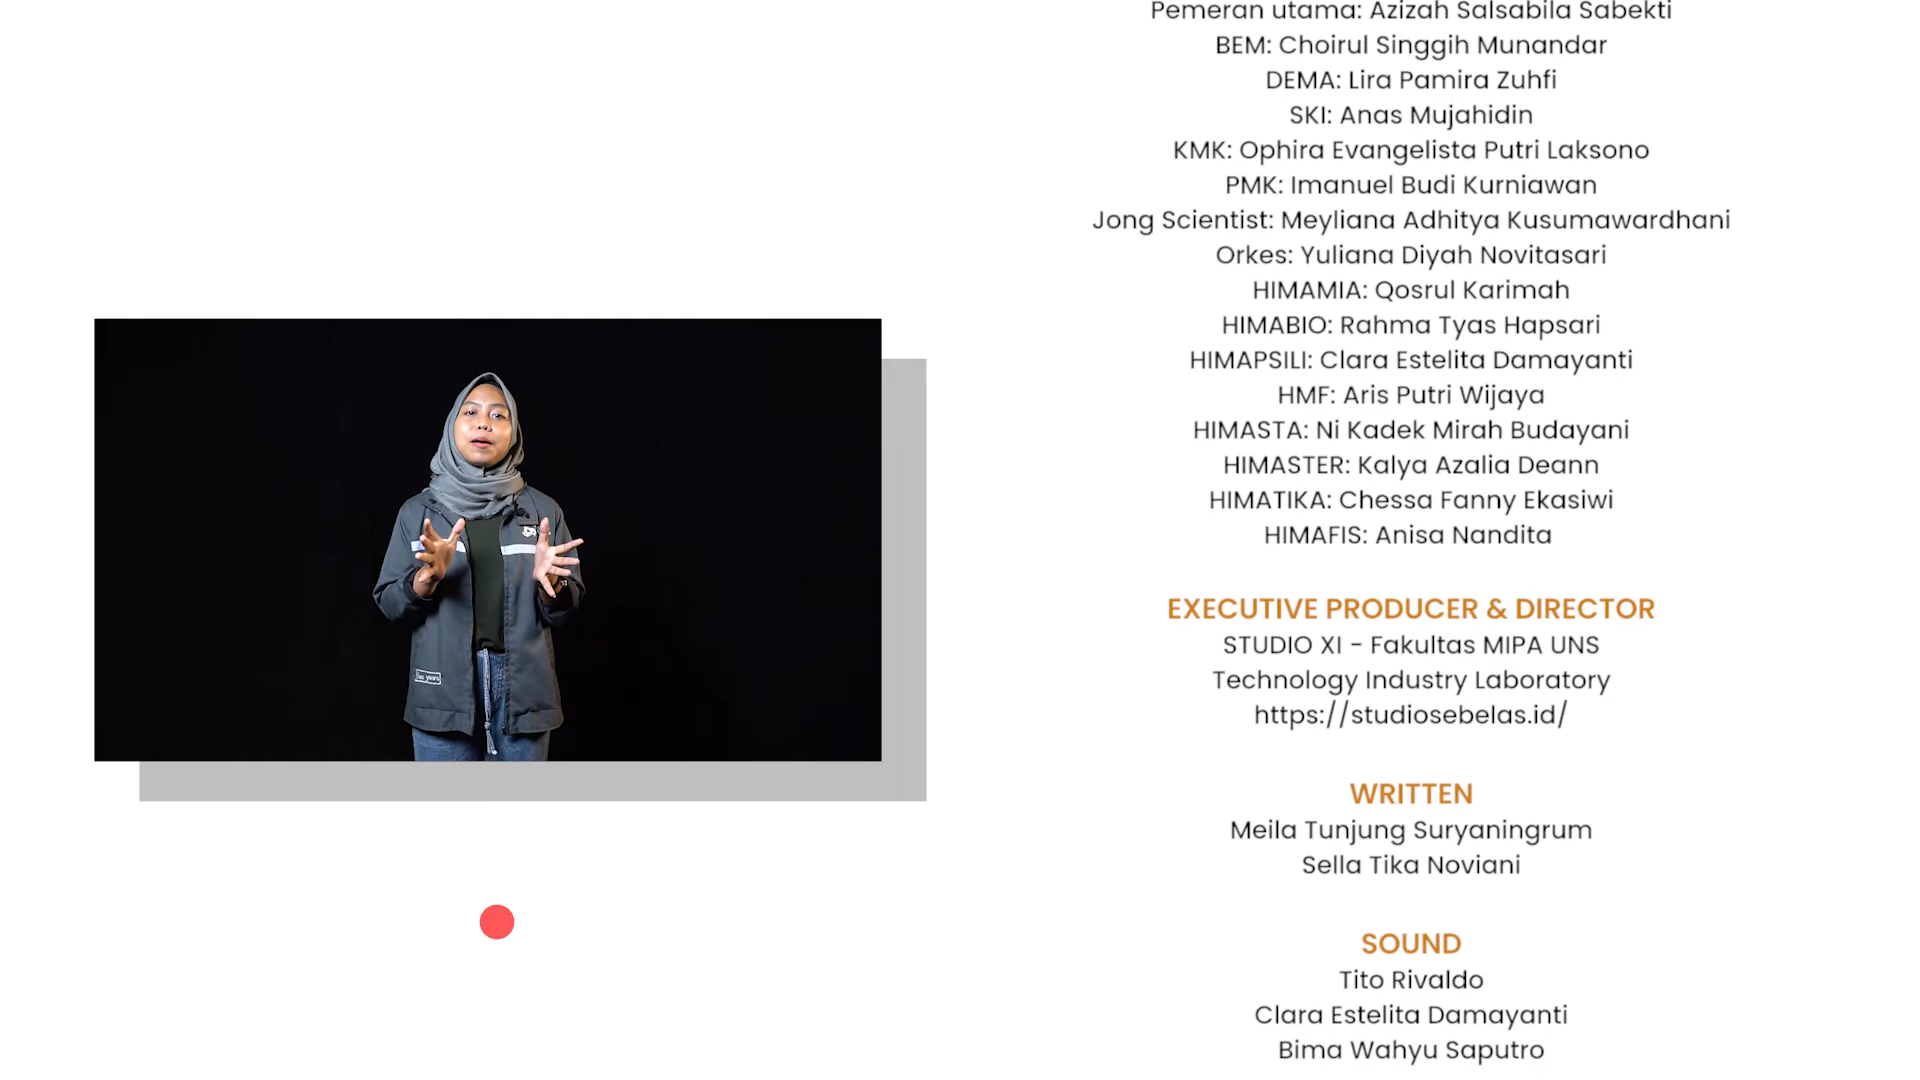 Pemeran utama: Azizah Salsabila Sabekti
BEM: Choirul Singgih Munandar
DEMA: Lira Pamira Zuhfi
SKI: Anas Mujahidin
KMK: Ophira Evangelista Putri Laksono
PMK: Imanuel Budi Kurniawan
Jong Scientist: Meyliana Adhitya Kusumawardhani
Orkes: Yuliana Diyah Novitasari
HIMAMIA: Qosrul Karimah
HIMABIO: Rahma Tyas Hapsari
HIMAPSILI: Clara Estelita Damayanti
HMF: Aris Putri Wijaya
HIMASTA: Ni Kadek Mirah Budayani
HIMASTER: Kalya Azalia Deann
HIMATIKA: Chessa Fanny Ekasiwi
HIMAFIS: Anisa Nandita
EXECUTIVE PRODUCER & DIRECTOR
STUDIO XI - Fakultas MIPA UNS
Technology Industry Laboratory
https://studiosebelas.id/
WRITTEN
Meila Tunjung Suryaningrum
Sella Tika Noviani
SOUND
Tito Rivaldo
Clara Estelita Damayanti
Bima Wahyu Saputro